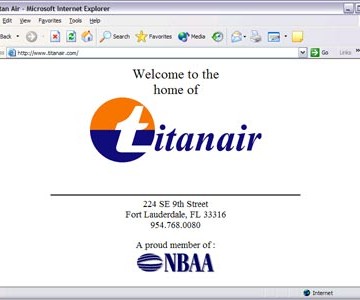 tan Air - Microsoft Internet Explorer
Edit View Favorites Tools Help
Back Search Favorites Media
http://www.titanair.com/ Go Links
Welcome to the
home of
titanair
224 SE 9th Street
Fort Lauderdale, FL 33316
954.768.0080
A proud member of :
NBAA
Internet